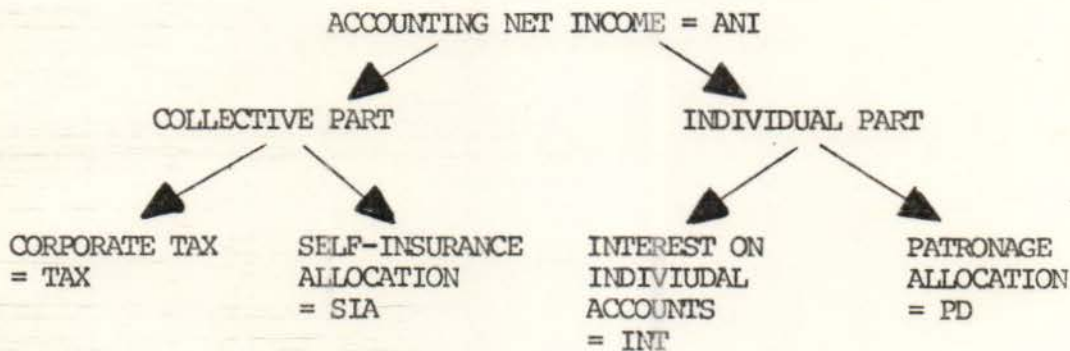 ACCOUNTING NET INCOME = ANI
COLLECTIVE PART
INDIVIDUAL PART
CORPORATE TAX
= TAX
SELF-INSURANCE
ALLOCATION
= SIA
INTEREST ON
INDIVIUDAL
ACCOUNTS
= INT
PATRONAGE
ALLOCATION
= PD